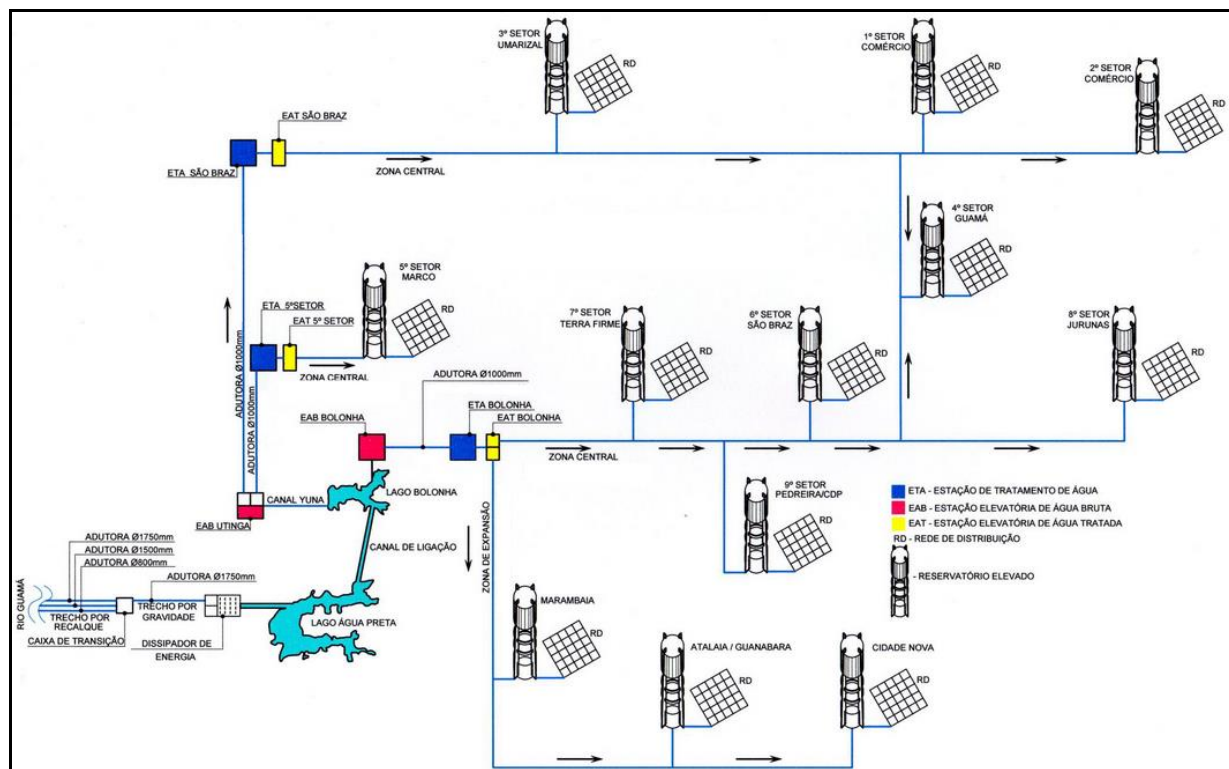 3º SETOR
UMARIZAL
RD
1º SETOR
COMÉRCIO
RD
2º SETOR
COMÉRCIO
RD
EAT SÃO BRAZ
ETA SÃO BRAZ
ZONA CENTRAL
4º SETOR
GUAMÁ
RD
5º SETOR
MARCO
RD
ETA 5ºSETOR
EAT 5º SETOR
ZONA CENTRAL
ADUTORA Ø1000mm
ADUTORA Ø1000mm
7º SETOR
TERRA FIRME
RD
6º SETOR
SÃO BRAZ
RD
8º SETOR
JURUNAS
RD
ADUTORA Ø1000mm
ETA BOLONHA
EAB BOLONHA
EAT BOLONHA
ZONA CENTRAL
LAGO BOLONHA
CANAL YUNA
EAB UTINGA
CANAL DE LIGAÇÃO
ZONA DE EXPANSÃO
9º SETOR
PEDREIRA/CDP
RD
ETA - ESTAÇÃO DE TRATAMENTO DE ÁGUA
EAB - ESTAÇÃO ELEVATÓRIA DE ÁGUA BRUTA
EAT - ESTAÇÃO ELEVATÓRIA DE ÁGUA TRATADA
RD - REDE DE DISTRIBUIÇÃO
- RESERVATÓRIO ELEVADO
ADUTORA Ø1750mm
ADUTORA Ø1500mm
ADUTORA Ø800mm
ADUTORA Ø1750mm
RIO GUAMÁ
TRECHO POR
RECALQUE
TRECHO POR
GRAVIDADE
CAIXA DE TRANSIÇÃO
DISSIPADOR DE
ENERGIA
LAGO ÁGUA PRETA
MARAMBAIA
RD
ATALAIA / GUANABARA
RD
CIDADE NOVA
RD